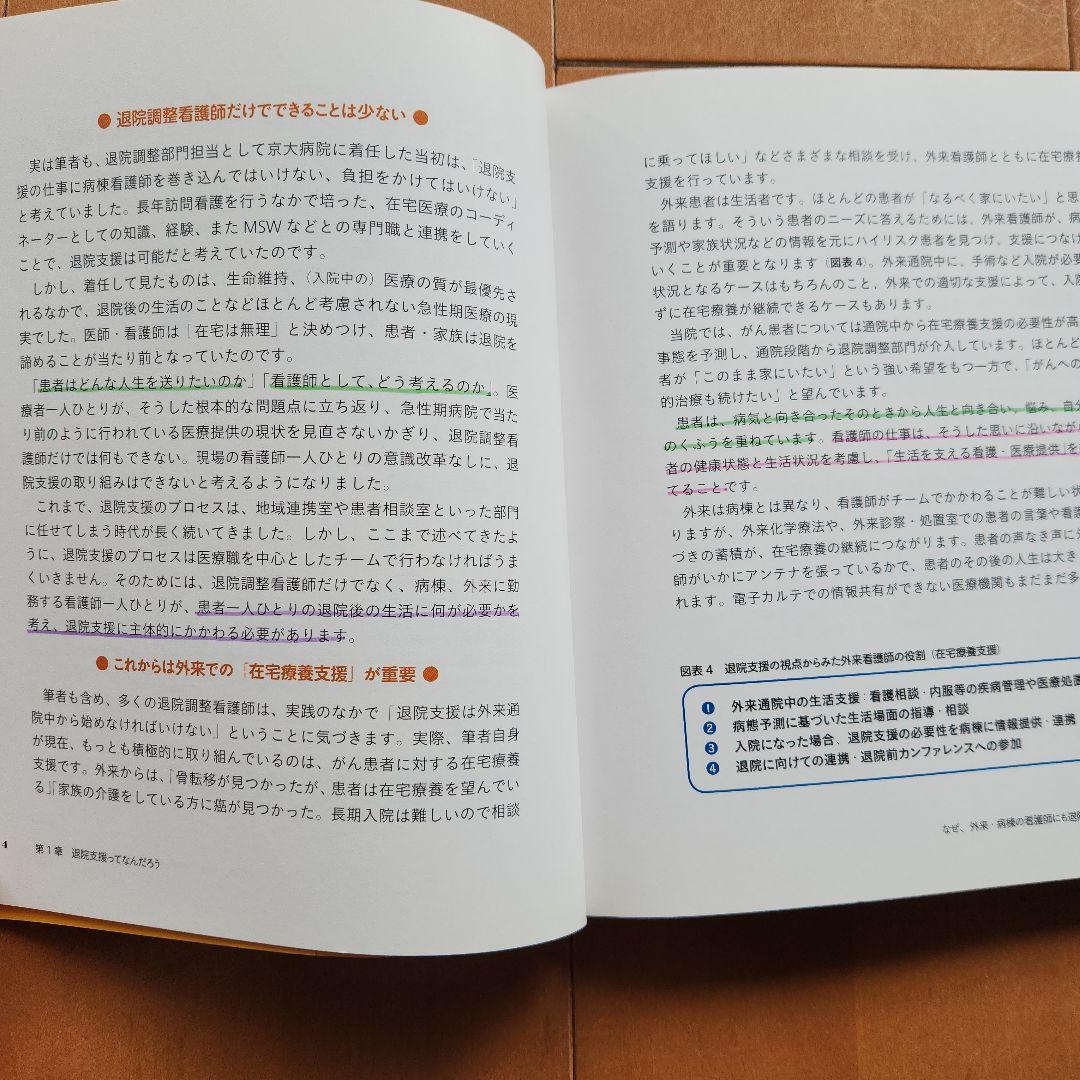 ● 退院調整看護師だけでできることは少ない ●
実は筆者も、退院調整部門担当として京大病院に着任した当初は、「退院支
援の仕事に病棟看護師を巻き込んではいけない、負担をかけてはいけない」
と考えていました。長年訪問看護を行うなかで培った、在宅医療のコーディ
ネーターとしての知識、経験、また MSW などとの専門職と連携をしていく
ことで、退院支援は可能だと考えていたのです。
しかし、着任して見たものは、生命維持、（入院中の）医療の質が最優先さ
れるなかで、退院後の生活のことなどほとんど考慮されない急性期医療の現
実でした。医師・看護師は「在宅は無理」と決めつけ、患者・家族は退院を
諦めることが当たり前となっていたのです。
「患者はどんな人生を送りたいのか」「看護師として、どう考えるのか」。医
療者一人ひとりが、そうした根本的な問題点に立ち返り、急性期病院で当た
り前のように行われている医療提供の現状を見直さないかぎり、退院調整看
護師だけでは何もできない。現場の看護師一人ひとりの意識改革なしに、退
院支援の取り組みはできないと考えるようになりました。
これまで、退院支援のプロセスは、地域連携室や患者相談室といった部門
に任せてしまう時代が長く続いてきました。しかし、ここまで述べてきたよ
うに、退院支援のプロセスは医療職を中心としたチームで行わなければうま
くいきません。そのためには、退院調整看護師だけでなく、病棟、外来に勤
務する看護師一人ひとりが、患者一人ひとりの退院後の生活に何が必要かを
考え、退院支援に主体的にかかわる必要があります。
● これからは外来での「在宅療養支援」が重要 ●
筆者も含め、多くの退院調整看護師は、実践のなかで「退院支援は外来通
院中から始めなければいけない」ということに気づきます。実際、筆者自身
が現在、もっとも積極的に取り組んでいるのは、がん患者に対する在宅療養
支援です。外来からは、「骨転移が見つかったが、患者は在宅療養を望んでい
る」「家族の介護をしている方に癌が見つかった。長期入院は難しいので相談
4 第1章 退院支援ってなんだろう
に乗ってほしい」などさまざまな相談を受け、外来看護師とともに在宅療養
支援を行っています。
外来患者は生活者です。ほとんどの患者が「なるべく家にいたい」と思
を語ります。そういう患者のニーズに答えるためには、外来看護師が、病
予測や家族状況などの情報を元にハイリスク患者を見つけ、支援につなけ
いくことが重要となります（図表4）。外来通院中に、手術など入院が必要
状況となるケースはもちろんのこと、外来での適切な支援によって、入院
ずに在宅療養が継続できるケースもあります。
当院では、がん患者については通院中から在宅療養支援の必要性が高
事態を予測し、通院段階から退院調整部門が介入しています。ほとんど
者が「このまま家にいたい」という強い希望をもつ一方で、「がんへの
的治療も続けたい」と望んでいます。
患者は、病気と向き合ったそのときから人生と向き合い、悩み、自分
のくふうを重ねています。看護師の仕事は、そうした思いに沿いながら
者の健康状態と生活状況を考慮し、「生活を支える看護・医療提供」を
てることです。
外来は病棟とは異なり、看護師がチームでかかわることが難しい状
りますが、外来化学療法や、外来診察・処置室での患者の言葉や看護
づきの蓄積が、在宅療養の継続につながります。患者の声なき声に
師がいかにアンテナを張っているかで、患者のその後の人生は大き
れます。電子カルテでの情報共有ができない医療機関もまだまだ多
図表4 退院支援の視点からみた外来看護師の役割（在宅療養支援）
❶ 外来通院中の生活支援：看護相談・内服等の疾病管理や医療処置
❷ 病態予測に基づいた生活場面の指導・相談
❸ 入院になった場合、退院支援の必要性を病棟に情報提供・連携
❹ 退院に向けての連携・退院前カンファレンスへの参加
なぜ、外来・病棟の看護師にも退